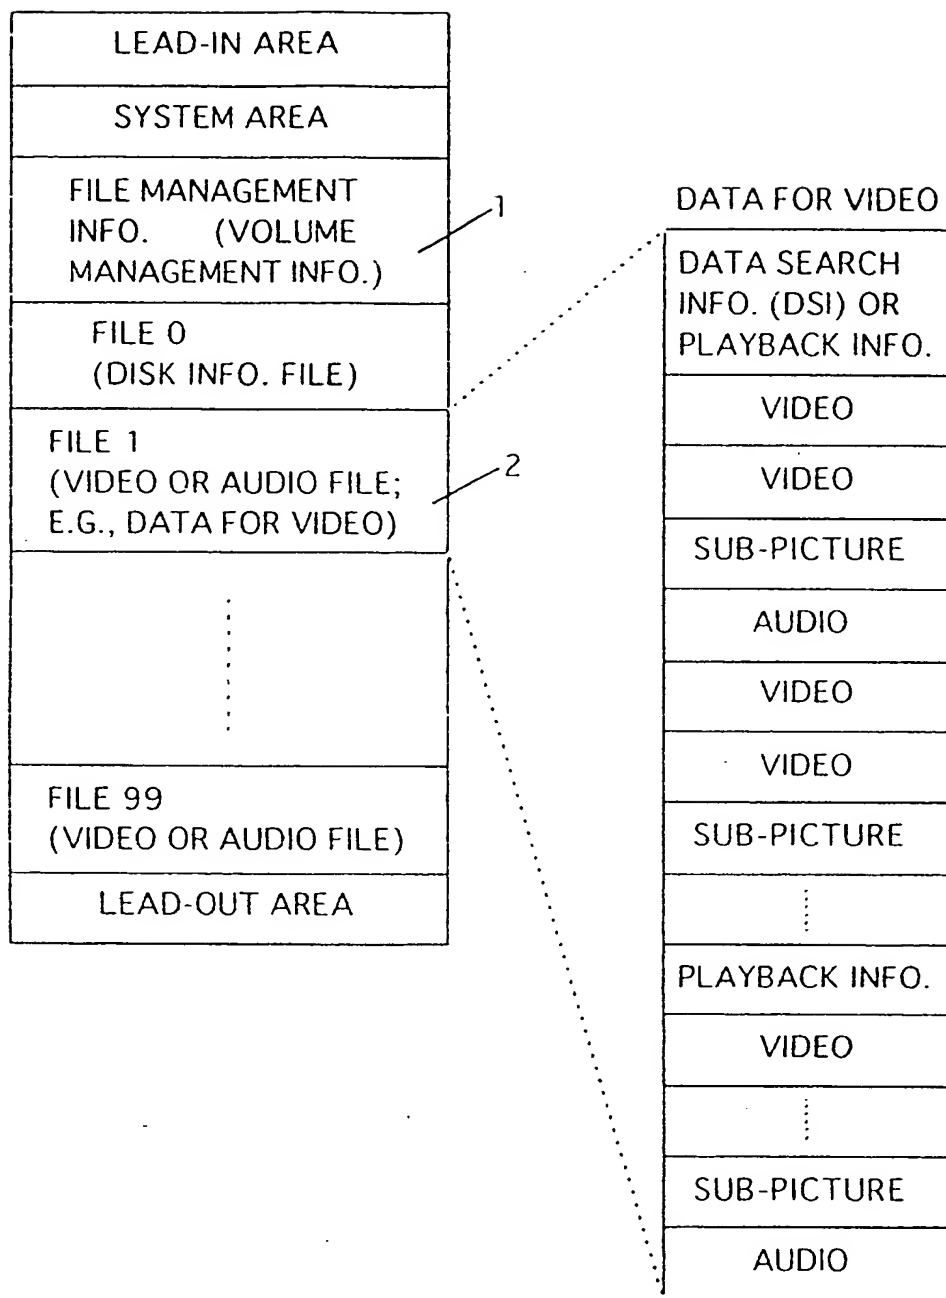 LEAD-IN AREA
SYSTEM AREA
FILE MANAGEMENT
INFO. (VOLUME
MANAGEMENT INFO.)
1
FILE 0
(DISK INFO. FILE)
FILE 1
(VIDEO OR AUDIO FILE;
E.G., DATA FOR VIDEO)
2
FILE 99
(VIDEO OR AUDIO FILE)
LEAD-OUT AREA
DATA FOR VIDEO
DATA SEARCH
INFO. (DSI) OR
PLAYBACK INFO.
VIDEO
VIDEO
SUB-PICTURE
AUDIO
VIDEO
VIDEO
SUB-PICTURE
PLAYBACK INFO.
VIDEO
SUB-PICTURE
AUDIO